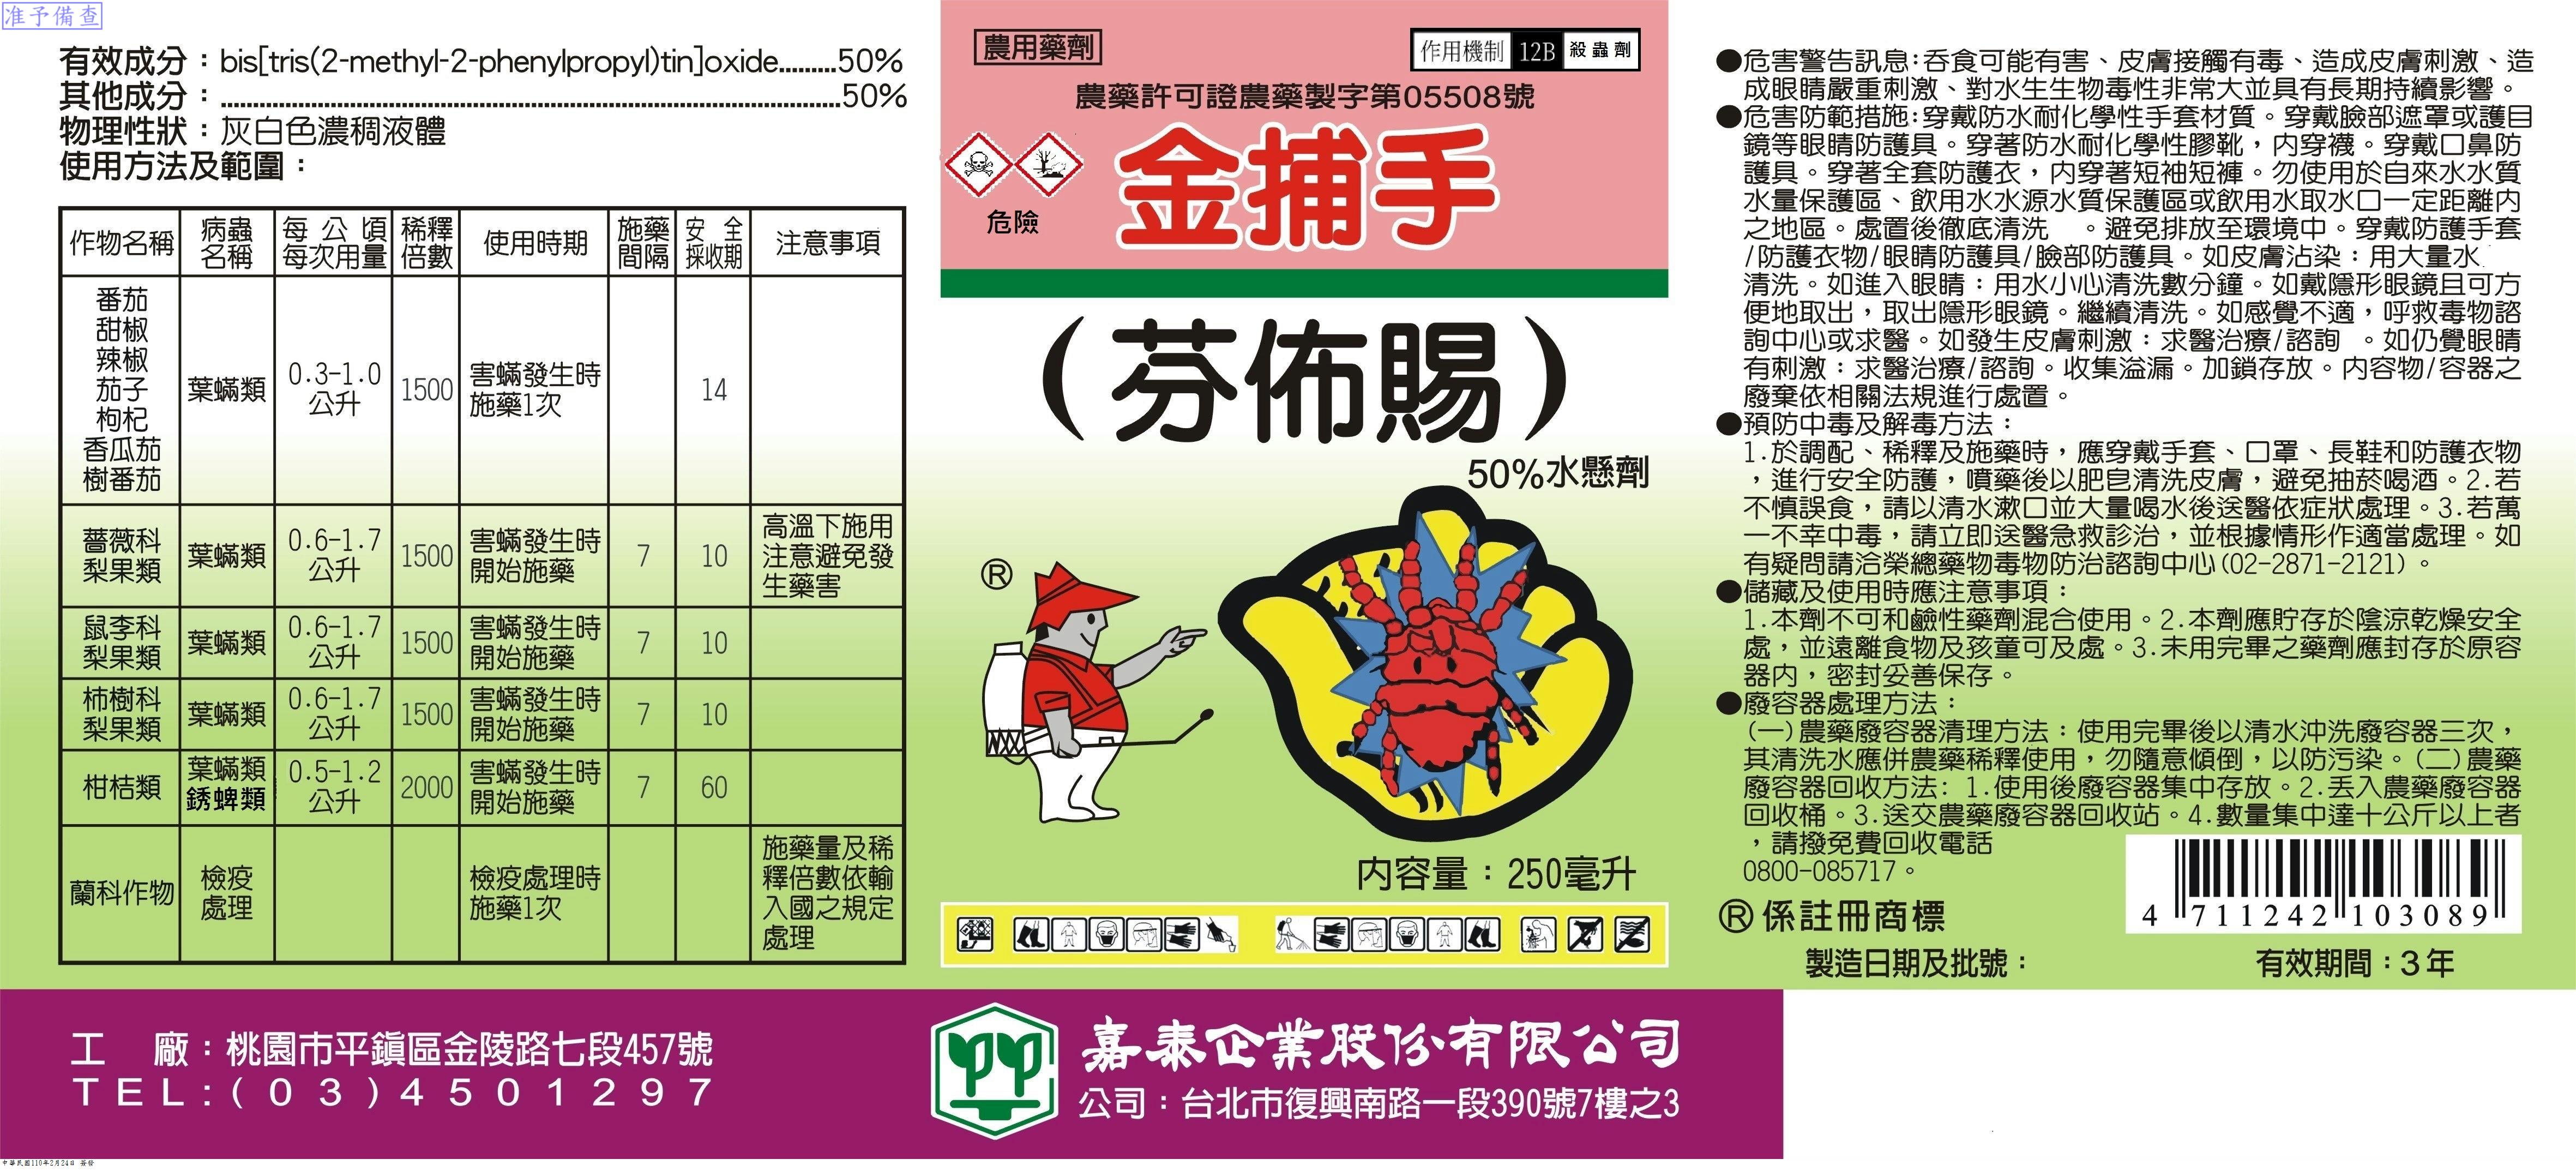 准予備查
有效成分：bis[tris(2-methyl-2-phenylpropyl)tin]oxide.........50%
其他成分：................................................................................................50%
物理性狀：灰白色濃稠液體
使用方法及範圍：
作物名稱 病蟲名稱 每公頃每次用量 稀釋倍數 使用時期 施藥間隔 安全採收期 注意事項
番茄
甜椒
辣椒
茄子
枸杞
香瓜茄
樹番茄
葉蟎類 0.3-1.0公升 1500 害蟎發生時施藥1次 14
薔薇科梨果類 葉蟎類 0.6-1.7公升 1500 害蟎發生時開始施藥 7 10 高溫下施用注意避免發生藥害
鼠李科梨果類 葉蟎類 0.6-1.7公升 1500 害蟎發生時開始施藥 7 10
柿樹科梨果類 葉蟎類 0.6-1.7公升 1500 害蟎發生時開始施藥 7 10
柑桔類 葉蟎類銹蜱類 0.5-1.2公升 2000 害蟎發生時開始施藥 7 60
蘭科作物 檢疫處理 檢疫處理時施藥1次 施藥量及稀釋倍數依輸入國之規定處理
農用藥劑
作用機制 12B 殺蟲劑
農藥許可證農藥製字第05508號
金捕手
危險
（芬佈賜）
50%水懸劑
®
內容量：250毫升
●危害警告訊息:吞食可能有害、皮膚接觸有毒、造成皮膚刺激、造
成眼睛嚴重刺激、對水生生物毒性非常大並具有長期持續影響。
●危害防範措施:穿戴防水耐化學性手套材質。穿戴臉部遮罩或護目
鏡等眼睛防護具。穿著防水耐化學性膠靴，內穿襪。穿戴口鼻防
護具。穿著全套防護衣，內穿著短袖短褲。勿使用於自來水水質
水量保護區、飲用水水源水質保護區或飲用水取水口一定距離內
之地區。處置後徹底清洗　。避免排放至環境中。穿戴防護手套
/防護衣物/眼睛防護具/臉部防護具。如皮膚沾染：用大量水
清洗。如進入眼睛：用水小心清洗數分鐘。如戴隱形眼鏡且可方
便地取出，取出隱形眼鏡。繼續清洗。如感覺不適，呼救毒物諮
詢中心或求醫。如發生皮膚刺激：求醫治療/諮詢　。如仍覺眼睛
有刺激：求醫治療/諮詢。收集溢漏。加鎖存放。內容物/容器之
廢棄依相關法規進行處置。
●預防中毒及解毒方法：
1.於調配、稀釋及施藥時，應穿戴手套、口罩、長鞋和防護衣物
，進行安全防護，噴藥後以肥皂清洗皮膚，避免抽菸喝酒。2.若
不慎誤食，請以清水漱口並大量喝水後送醫依症狀處理。3.若萬
一不幸中毒，請立即送醫急救診治，並根據情形作適當處理。如
有疑問請洽榮總藥物毒物防治諮詢中心(02-2871-2121)。
●儲藏及使用時應注意事項：
1.本劑不可和鹼性藥劑混合使用。2.本劑應貯存於陰涼乾燥安全
處，並遠離食物及孩童可及處。3.未用完畢之藥劑應封存於原容
器內，密封妥善保存。
●廢容器處理方法：
(一)農藥廢容器清理方法：使用完畢後以清水沖洗廢容器三次，
其清洗水應併農藥稀釋使用，勿隨意傾倒，以防污染。(二)農藥
廢容器回收方法: 1.使用後廢容器集中存放。2.丟入農藥廢容器
回收桶。3.送交農藥廢容器回收站。4.數量集中達十公斤以上者
，請撥免費回收電話
0800-085717。
®係註冊商標
4 711242 103089
製造日期及批號：
有效期間：3年
工　廠：桃園市平鎮區金陵路七段457號
TEL:(03)4501297
嘉泰企業股份有限公司
公司：台北市復興南路一段390號7樓之3
中華民國110年2月24日 簽發